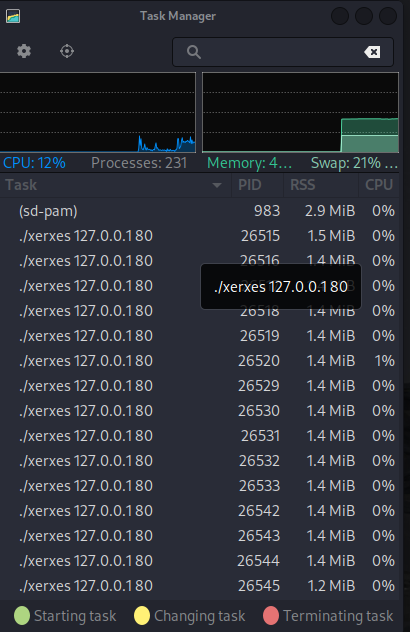 Task Manager
CPU: 12% Processes: 231 Memory: 4... Swap: 21% ...
Task PID RSS CPU
(sd-pam) 983 2.9 MiB 0%
./xerxes 127.0.0.1 80 26515 1.5 MiB 0%
./xerxes 127.0.0.1 80 26516 1.4 MiB 0%
./xerxes 127.0.0.1 80 0%
./xerxes 127.0.0.1 80
./xerxes 127.0.0.1 80 26518 1.4 MiB 0%
./xerxes 127.0.0.1 80 26519 1.4 MiB 0%
./xerxes 127.0.0.1 80 26520 1.4 MiB 1%
./xerxes 127.0.0.1 80 26529 1.4 MiB 0%
./xerxes 127.0.0.1 80 26530 1.4 MiB 0%
./xerxes 127.0.0.1 80 26531 1.4 MiB 0%
./xerxes 127.0.0.1 80 26532 1.4 MiB 0%
./xerxes 127.0.0.1 80 26533 1.4 MiB 0%
./xerxes 127.0.0.1 80 26542 1.4 MiB 0%
./xerxes 127.0.0.1 80 26543 1.4 MiB 0%
./xerxes 127.0.0.1 80 26544 1.4 MiB 0%
./xerxes 127.0.0.1 80 26545 1.2 MiB 0%
Starting task Changing task Terminating task